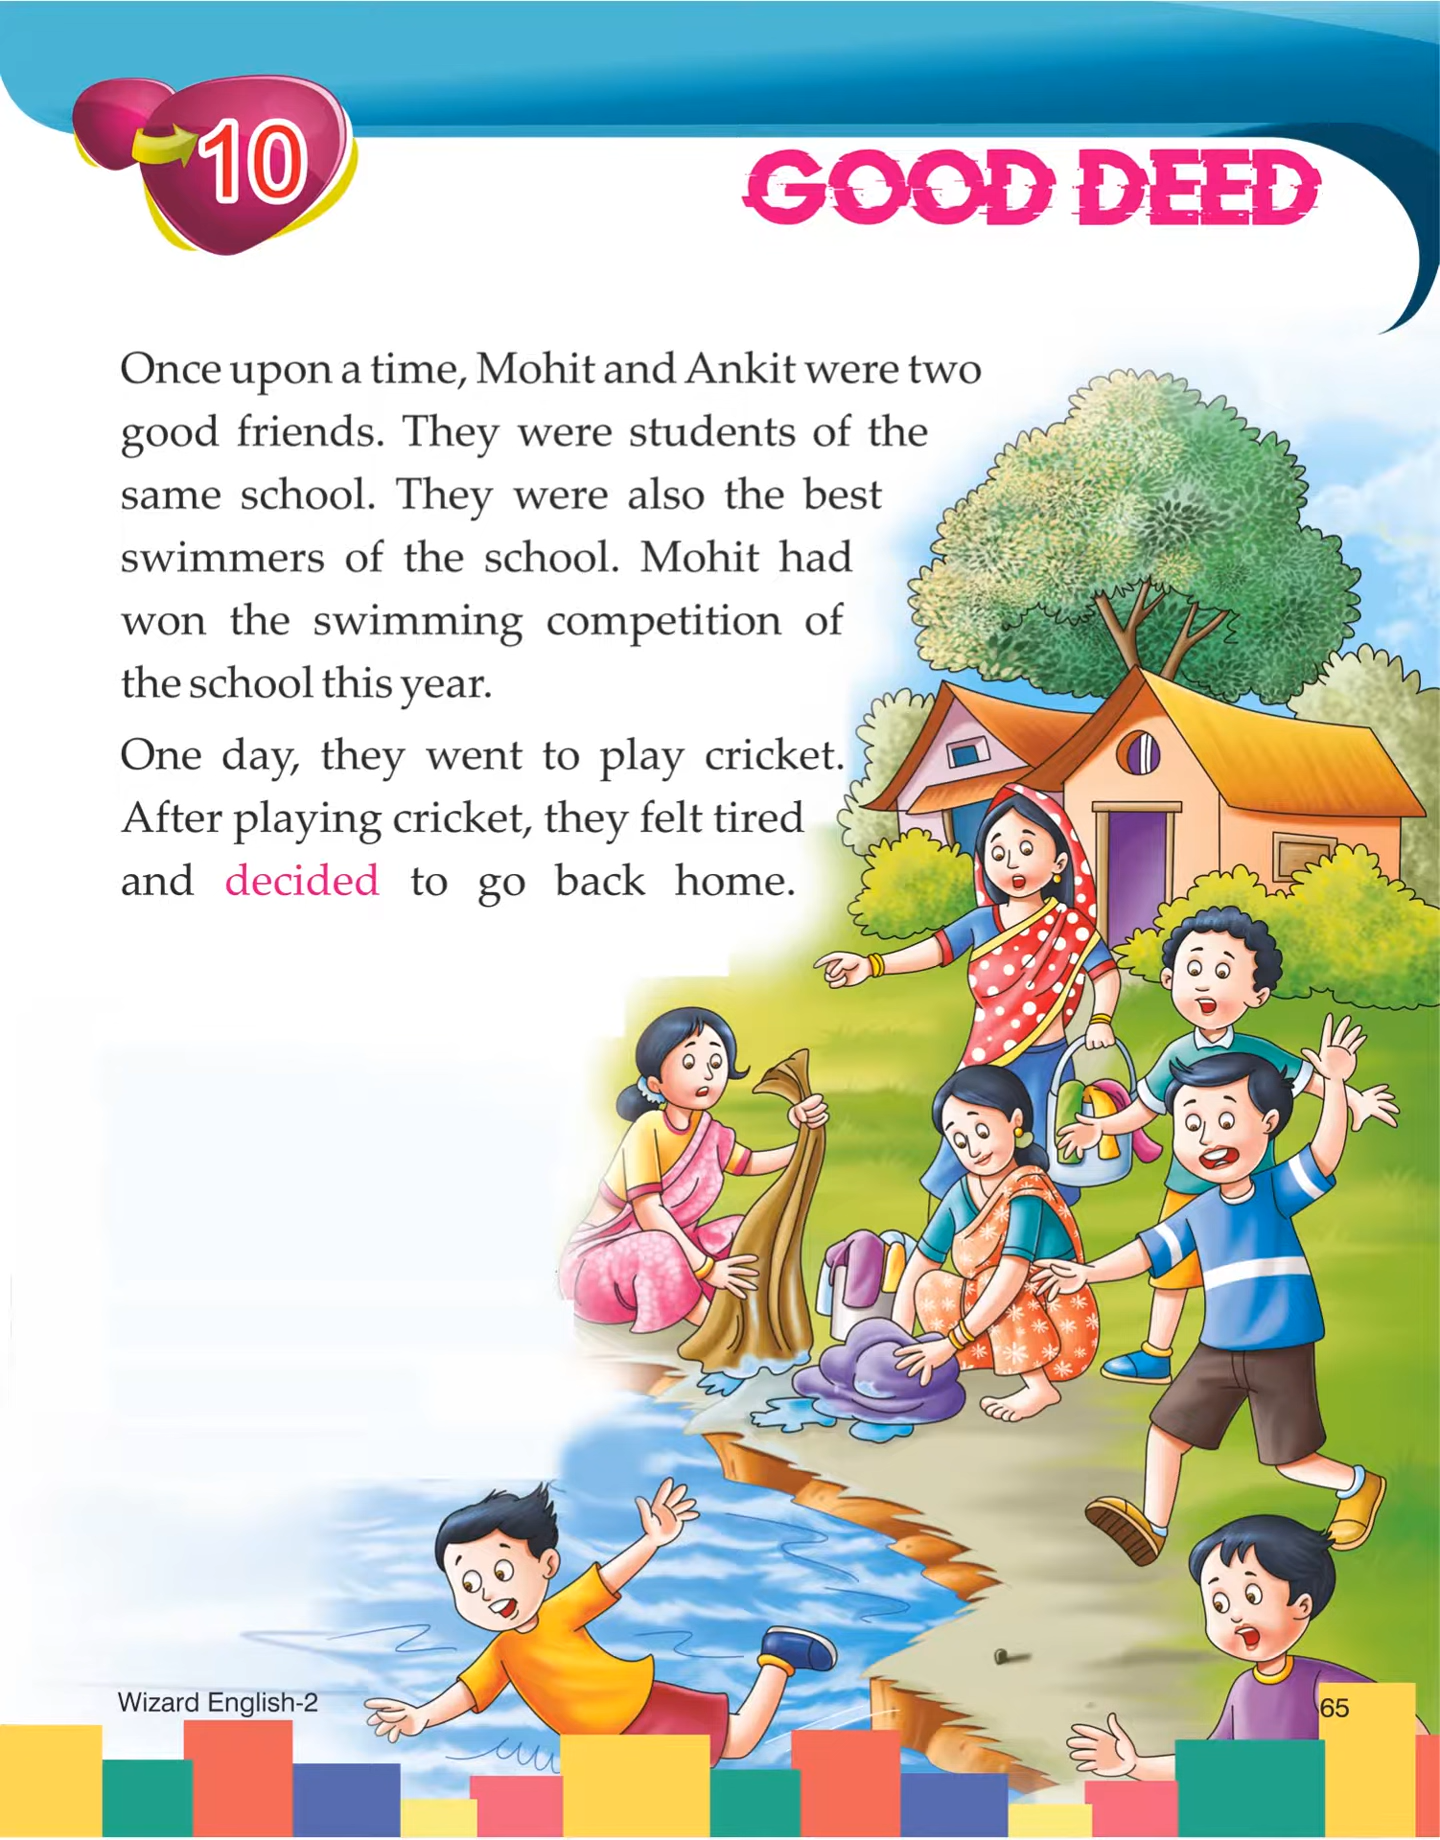 10
GOOD DEED
Once upon a time, Mohit and Ankit were two
good friends. They were students of the
same school. They were also the best
swimmers of the school. Mohit had
won the swimming competition of
the school this year.
One day, they went to play cricket.
After playing cricket, they felt tired
and decided to go back home.
Wizard English-2
65